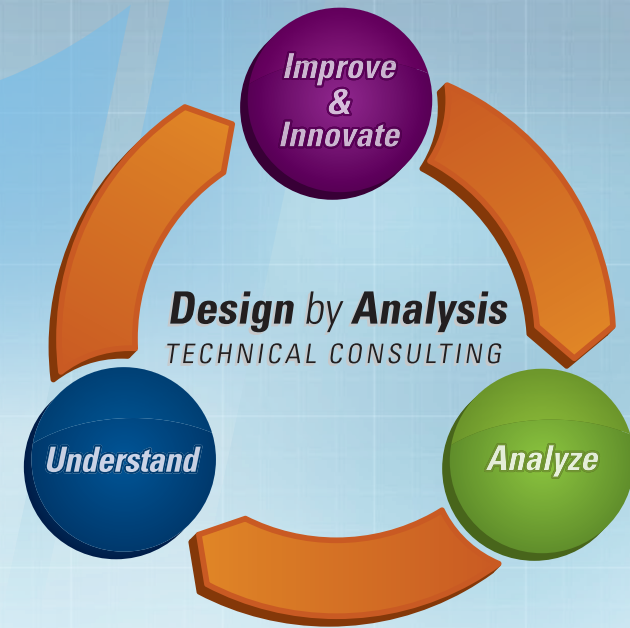 Improve
&
Innovate
Design by Analysis
TECHNICAL CONSULTING
Understand
Analyze